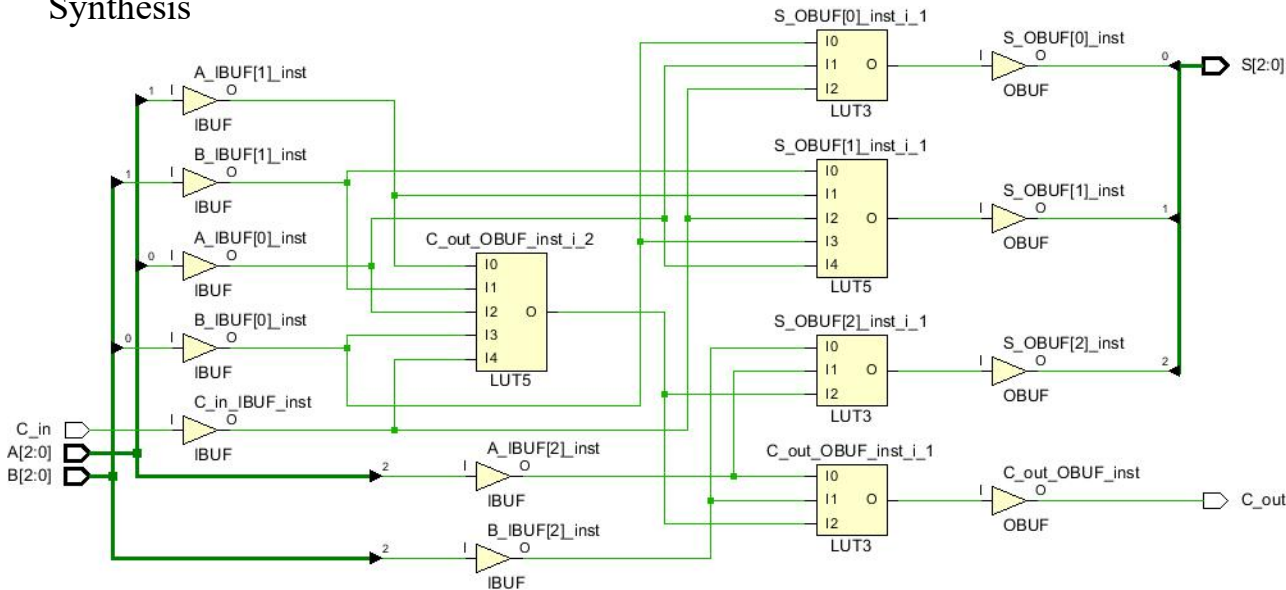 Synthesis
S_OBUF[0]_inst_i_1
I0
I1
I2
O
LUT3
S_OBUF[0]_inst
I
O
OBUF
0
S[2:0]
A_IBUF[1]_inst
1
I
O
IBUF
B_IBUF[1]_inst
1
I
O
IBUF
S_OBUF[1]_inst_i_1
I0
I1
I2
I3
I4
O
LUT5
S_OBUF[1]_inst
I
O
OBUF
1
A_IBUF[0]_inst
0
I
O
IBUF
C_out_OBUF_inst_i_2
I0
I1
I2
I3
I4
O
LUT5
B_IBUF[0]_inst
0
I
O
IBUF
S_OBUF[2]_inst_i_1
I0
I1
I2
O
LUT3
S_OBUF[2]_inst
I
O
OBUF
2
C_in_IBUF_inst
I
O
IBUF
C_in
A[2:0]
B[2:0]
A_IBUF[2]_inst
2
I
O
IBUF
B_IBUF[2]_inst
2
I
O
IBUF
C_out_OBUF_inst_i_1
I0
I1
I2
O
LUT3
C_out_OBUF_inst
I
O
OBUF
C_out